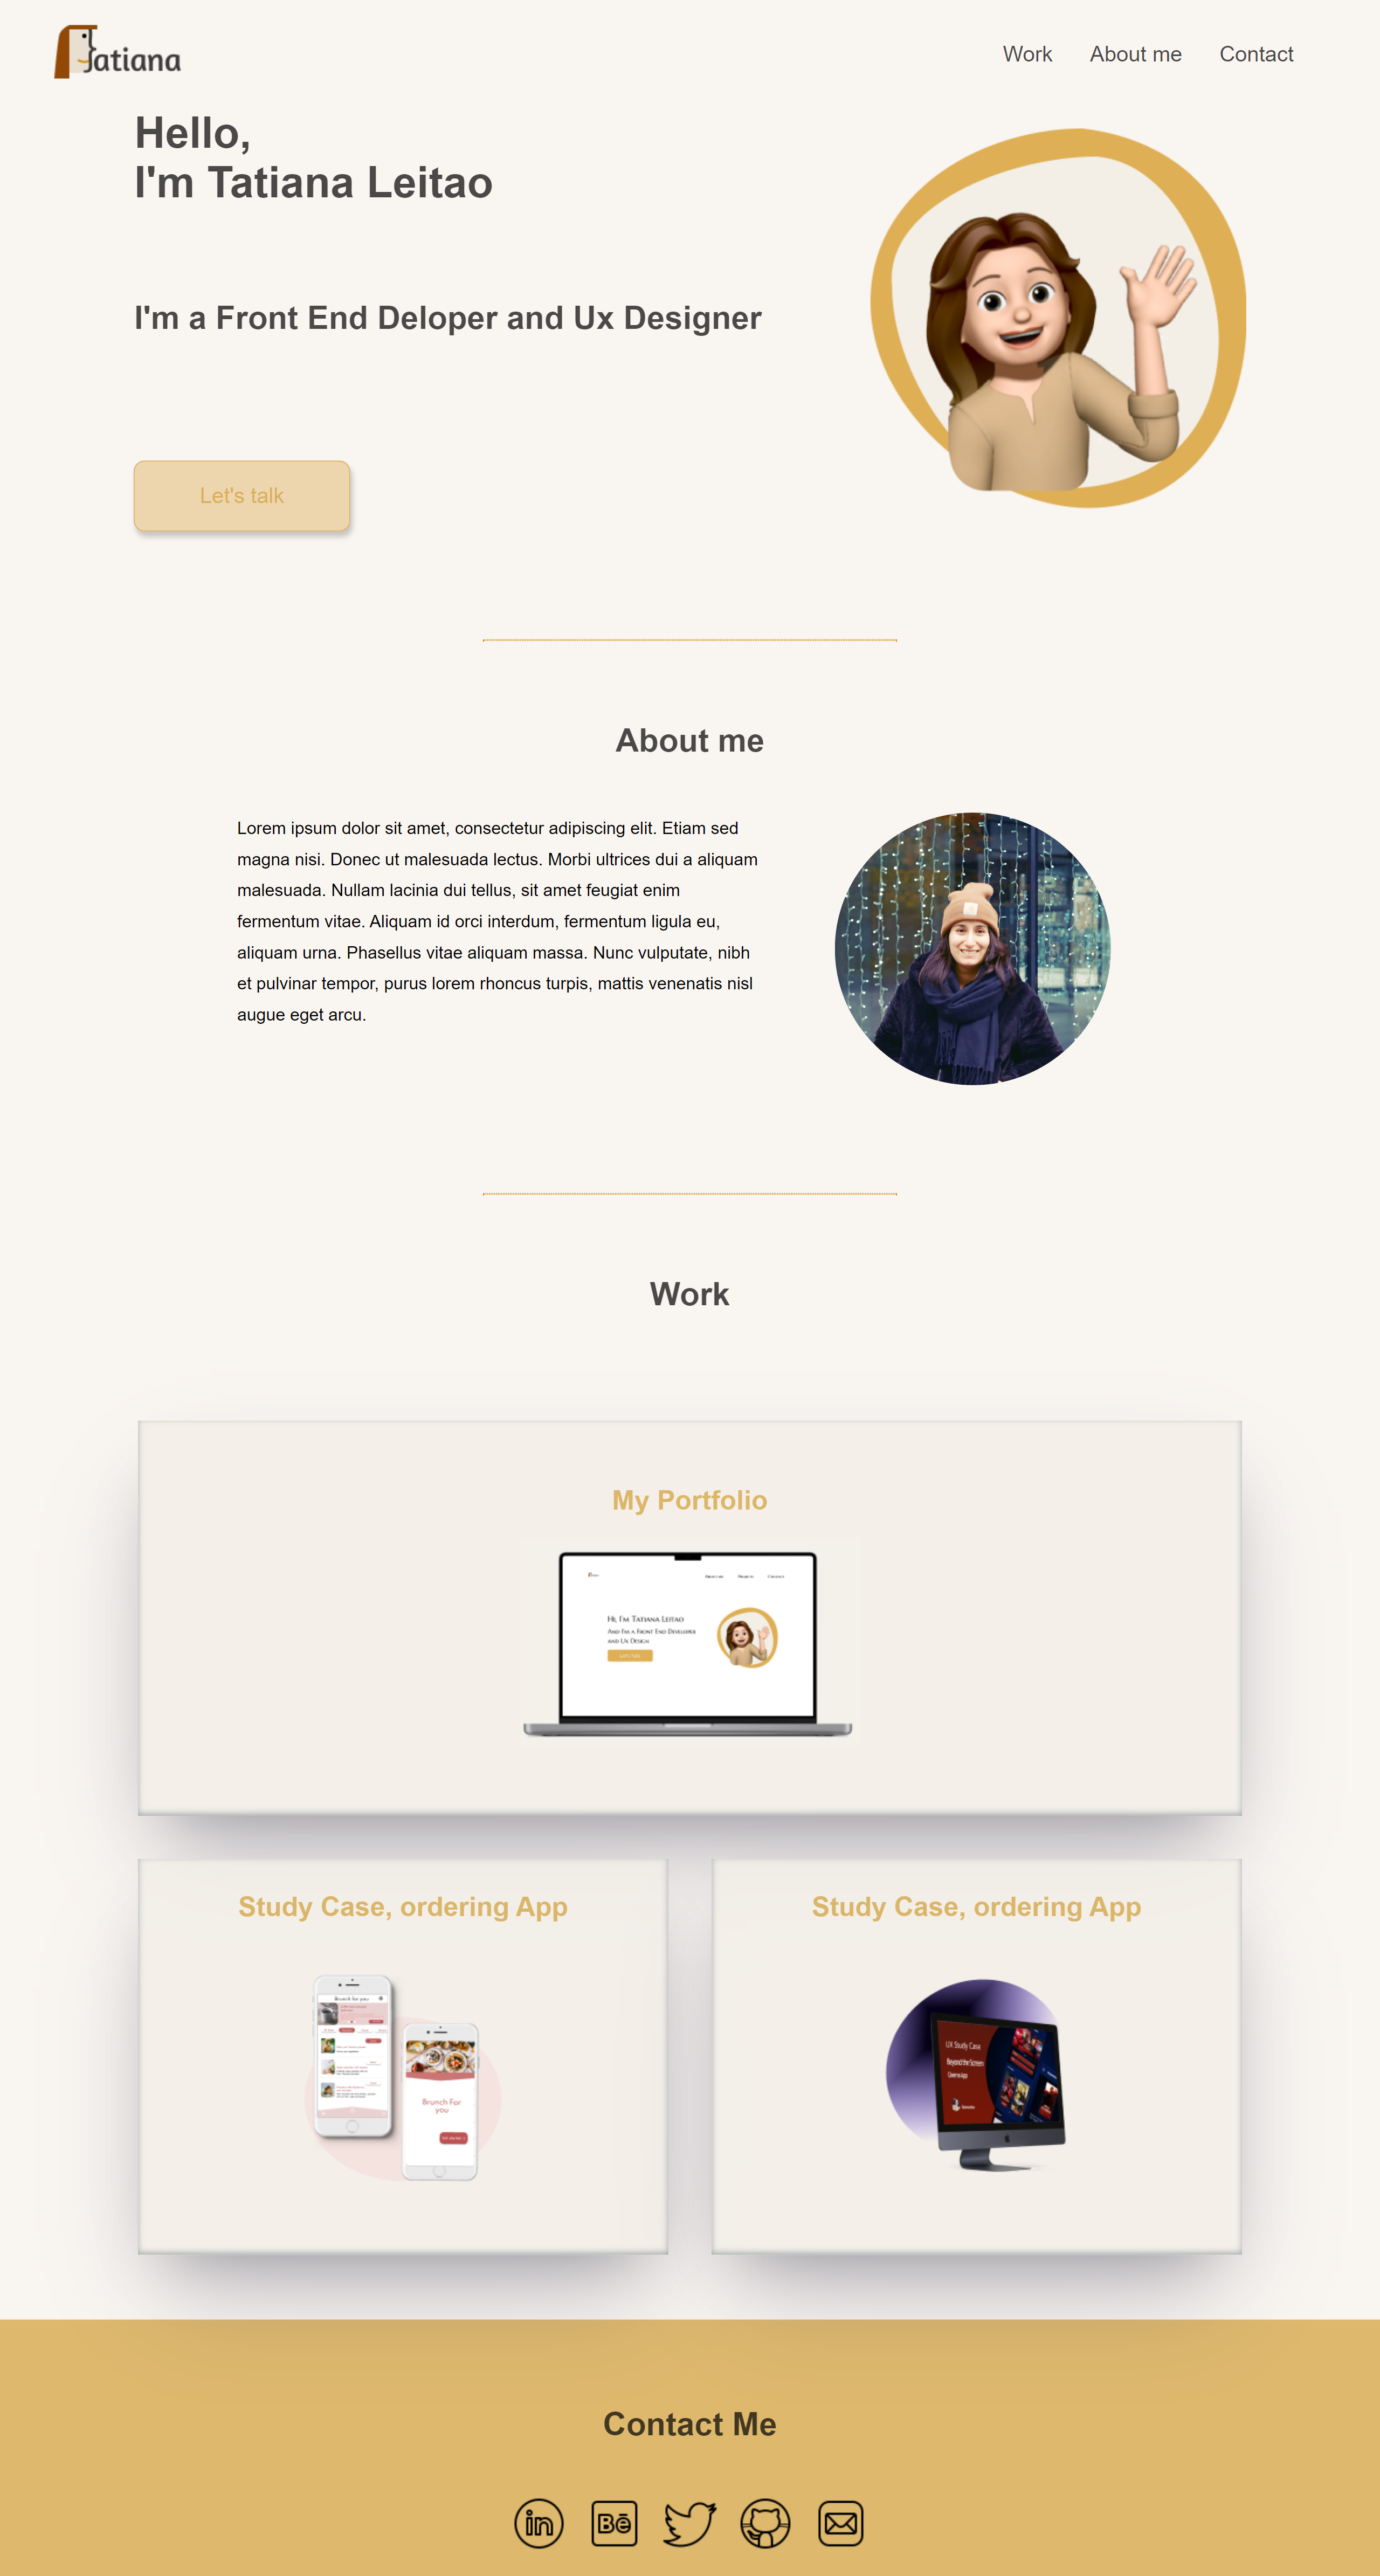 Tatiana
Work About me Contact
Hello,
I'm Tatiana Leitao
I'm a Front End Deloper and Ux Designer
Let's talk
About me
Lorem ipsum dolor sit amet, consectetur adipiscing elit. Etiam sed
magna nisi. Donec ut malesuada lectus. Morbi ultrices dui a aliquam
malesuada. Nullam lacinia dui tellus, sit amet feugiat enim
fermentum vitae. Aliquam id orci interdum, fermentum ligula eu,
aliquam urna. Phasellus vitae aliquam massa. Nunc vulputate, nibh
et pulvinar tempor, purus lorem rhoncus turpis, mattis venenatis nisl
augue eget arcu.
Work
My Portfolio
Hi, I'm Tatiana Leitao
And I'm a Front End Developer
and Ux Design
Study Case, ordering App
Brunch for you
Brunch For
you
Study Case, ordering App
UX Study Case
Beyond the Screen
Contact Me
in
Bē